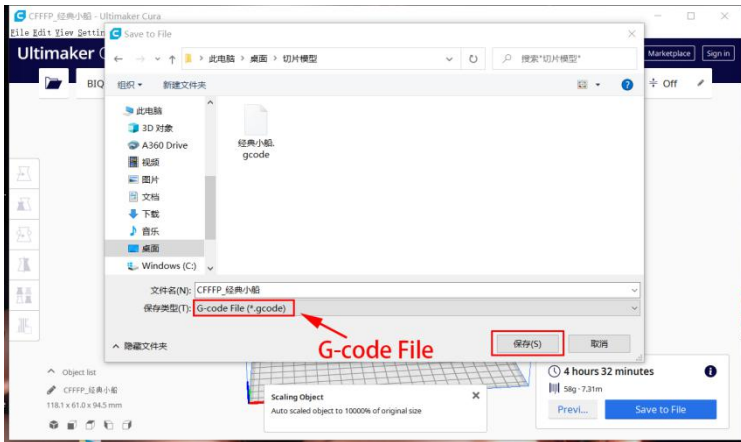 CFFFP_经典小船 - Ultimaker Cura
File Edit View Settin
Save to File
Ultimaker
Marketplace
Sign in
此电脑 > 桌面 > 切片模型
搜索"切片模型"
BIQ
组织
新建文件夹
Off
此电脑
3D 对象
A360 Drive
视频
图片
文档
下载
音乐
桌面
Windows (C:)
经典小船.
gcode
文件名(N): CFFFP_经典小船
保存类型(T): G-code File (*.gcode)
隐藏文件夹
G-code File
保存(S)
取消
Object list
CFFFP_经典小船
118.1 x 61.0 x 94.5 mm
Scaling Object
Auto scaled object to 10000% of original size
4 hours 32 minutes
58g · 7.31m
Previ...
Save to File